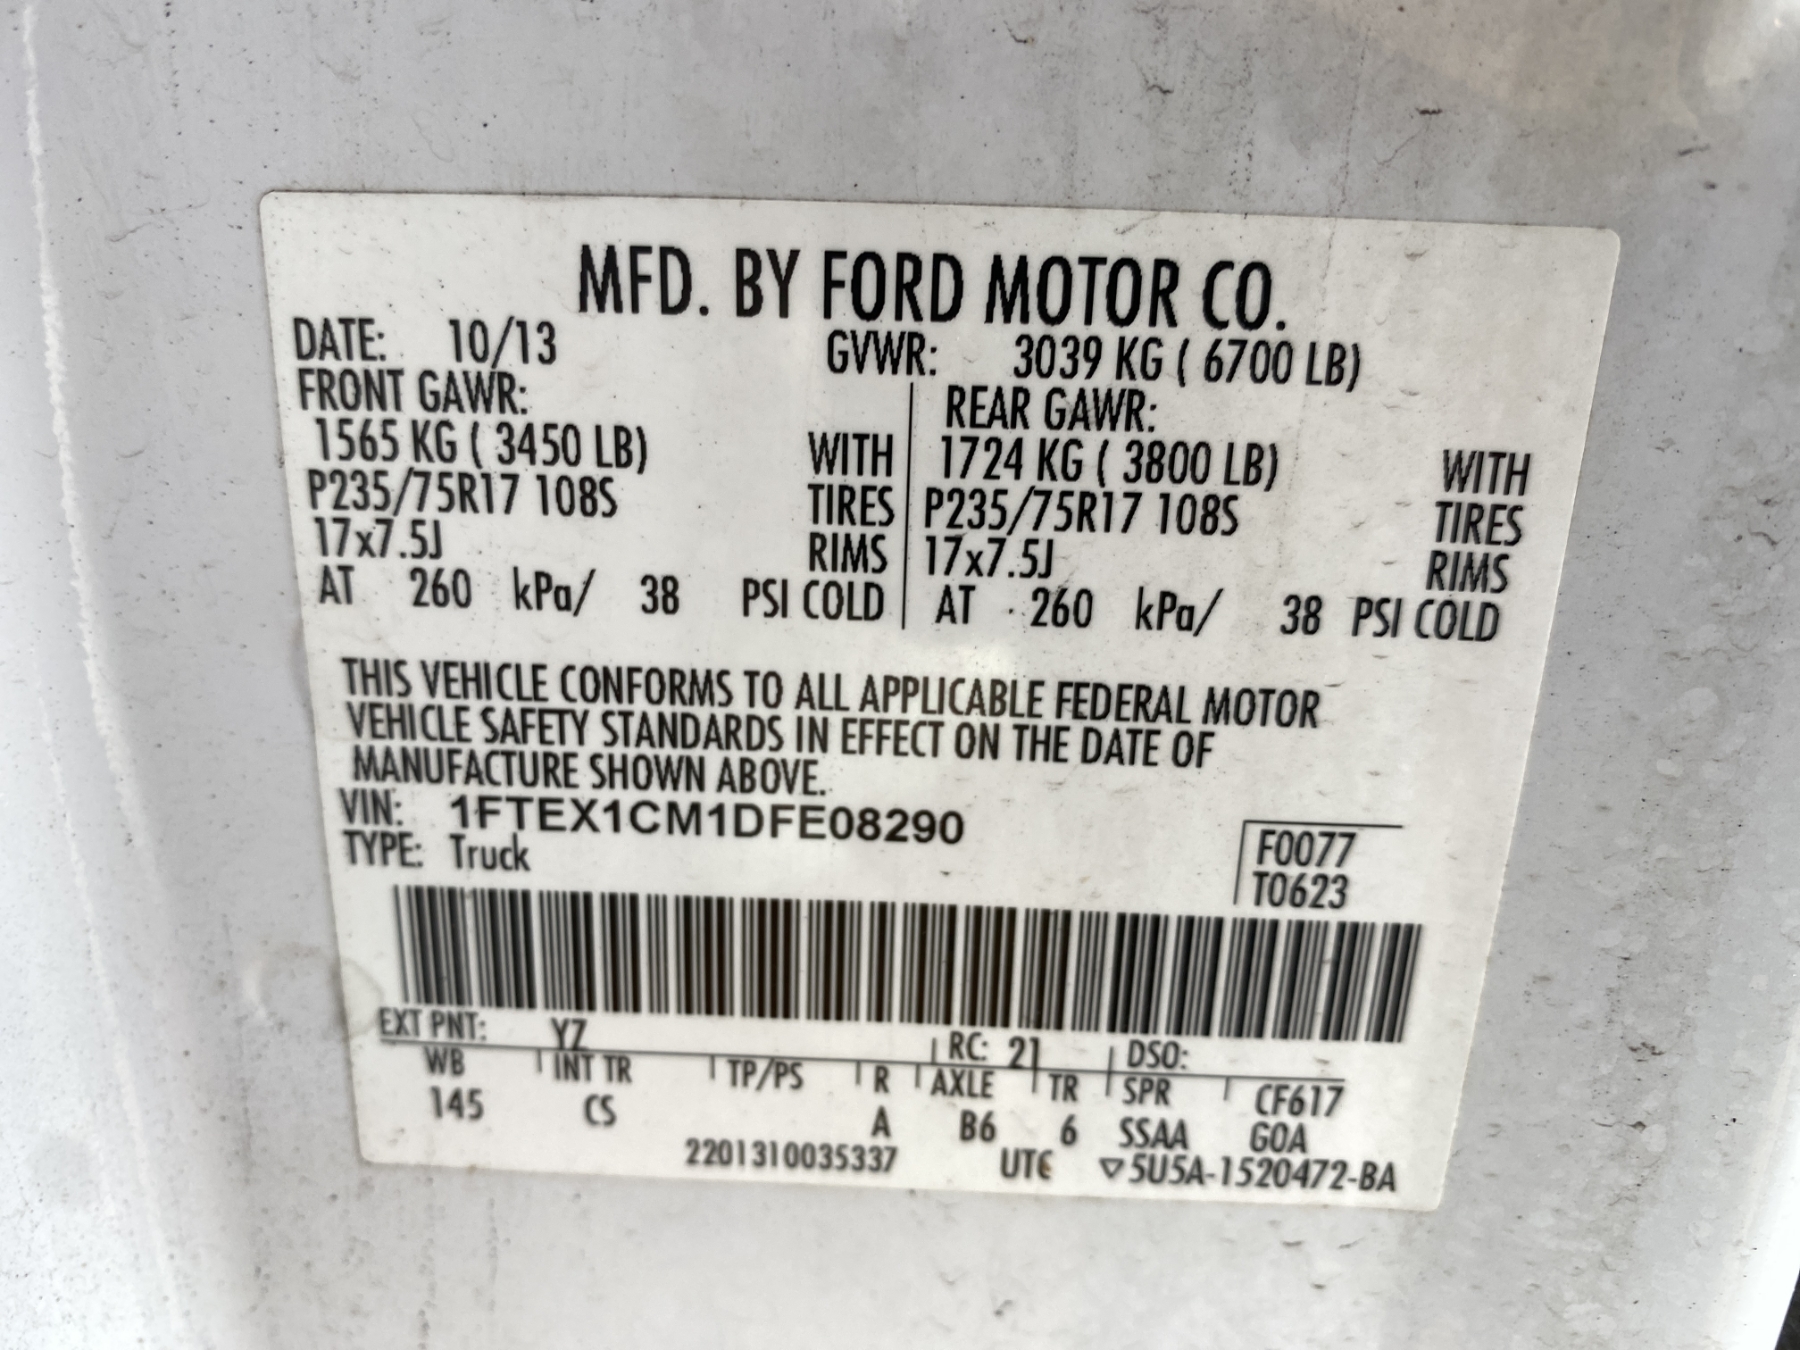 MFD. BY FORD MOTOR CO.
DATE: 10/13 GVWR: 3039 KG ( 6700 LB)
FRONT GAWR: REAR GAWR:
1565 KG ( 3450 LB) WITH 1724 KG ( 3800 LB) WITH
P235/75R17 108S TIRES P235/75R17 108S TIRES
17x7.5J RIMS 17x7.5J RIMS
AT 260 kPa/ 38 PSI COLD AT 260 kPa/ 38 PSI COLD
THIS VEHICLE CONFORMS TO ALL APPLICABLE FEDERAL MOTOR
VEHICLE SAFETY STANDARDS IN EFFECT ON THE DATE OF
MANUFACTURE SHOWN ABOVE.
VIN: 1FTEX1CM1DFE08290
TYPE: Truck
F0077
T0623
EXT PNT: YZ RC: 21 DSO:
WB INT TR TP/PS R AXLE TR SPR CF617
145 CS A B6 6 SSAA GOA
2201310035337 UTC ▽5U5A-1520472-BA